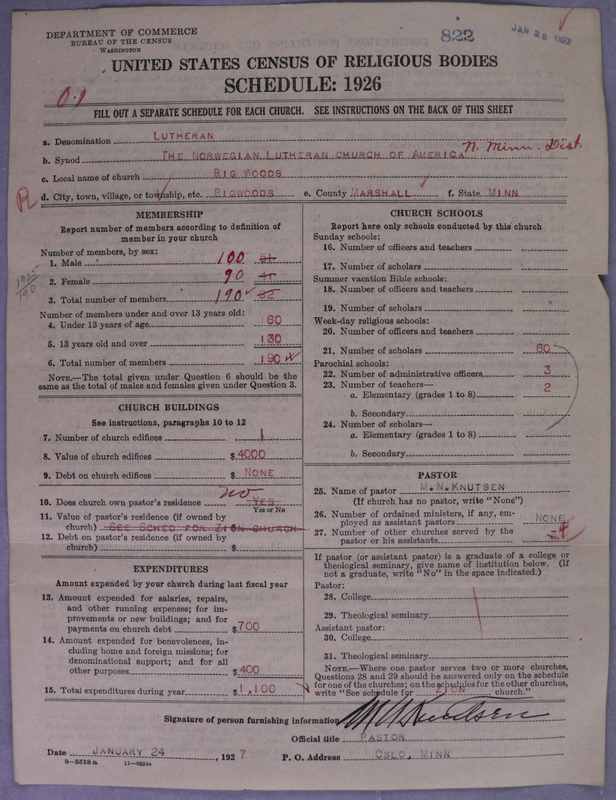 DEPARTMENT OF COMMERCE
BUREAU OF THE CENSUS
WASHINGTON
822
JAN 28 1927
UNITED STATES CENSUS OF RELIGIOUS BODIES
SCHEDULE: 1926
FILL OUT A SEPARATE SCHEDULE FOR EACH CHURCH. SEE INSTRUCTIONS ON THE BACK OF THIS SHEET
a. Denomination LUTHERAN
b. Synod THE NORWEGIAN LUTHERAN CHURCH OF AMERICA N. Minn. Dist.
c. Local name of church BIG WOODS
d. City, town, village, or township, etc. BIGWOODS e. County MARSHALL f. State MINN
MEMBERSHIP
Report number of members according to definition of
member in your church
Number of members, by sex:
1. Male 100
2. Female 90
3. Total number of members 190
Number of members under and over 13 years old:
4. Under 13 years of age 60
5. 13 years old and over 130
6. Total number of members 190
NOTE.—The total given under Question 6 should be the
same as the total of males and females given under Question 3.
CHURCH BUILDINGS
See instructions, paragraphs 10 to 12
7. Number of church edifices 1
8. Value of church edifices $4000
9. Debt on church edifices $ NONE
10. Does church own pastor's residence no YES
Yes or No
11. Value of pastor's residence (if owned by
church) SEE SCHED FOR ZION CHURCH
12. Debt on pastor's residence (if owned by
church) $
EXPENDITURES
Amount expended by your church during last fiscal year
13. Amount expended for salaries, repairs,
and other running expenses; for im-
provements or new buildings; and for
payments on church debt $700
14. Amount expended for benevolences, in-
cluding home and foreign missions; for
denominational support; and for all
other purposes $400
15. Total expenditures during year $1,100
CHURCH SCHOOLS
Report here only schools conducted by this church
Sunday schools:
16. Number of officers and teachers
17. Number of scholars
Summer vacation Bible schools:
18. Number of officers and teachers
19. Number of scholars
Week-day religious schools:
20. Number of officers and teachers
21. Number of scholars 60
Parochial schools:
22. Number of administrative officers 3
23. Number of teachers— 2
a. Elementary (grades 1 to 8)
b. Secondary
24. Number of scholars—
a. Elementary (grades 1 to 8)
b. Secondary
PASTOR
25. Name of pastor M.N.KNUTSEN
(If church has no pastor, write "None")
26. Number of ordained ministers, if any, em-
ployed as assistant pastors NONE
27. Number of other churches served by the
pastor or his assistants 4
If pastor (or assistant pastor) is a graduate of a college or
theological seminary, give name of institution below. (If
not a graduate, write "No" in the space indicated.)
Pastor:
28. College
29. Theological seminary
Assistant pastor:
30. College
31. Theological seminary
NOTE.—Where one pastor serves two or more churches,
Questions 28 and 29 should be answered only on the schedule
for one of the churches; on the schedules for the other churches,
write "See schedule for ZION church."
Signature of person furnishing information M N Knutsen
Official title PASTOR
Date JANUARY 24 1927 P. O. Address OSLO, MINN
8-5518a 11-9664